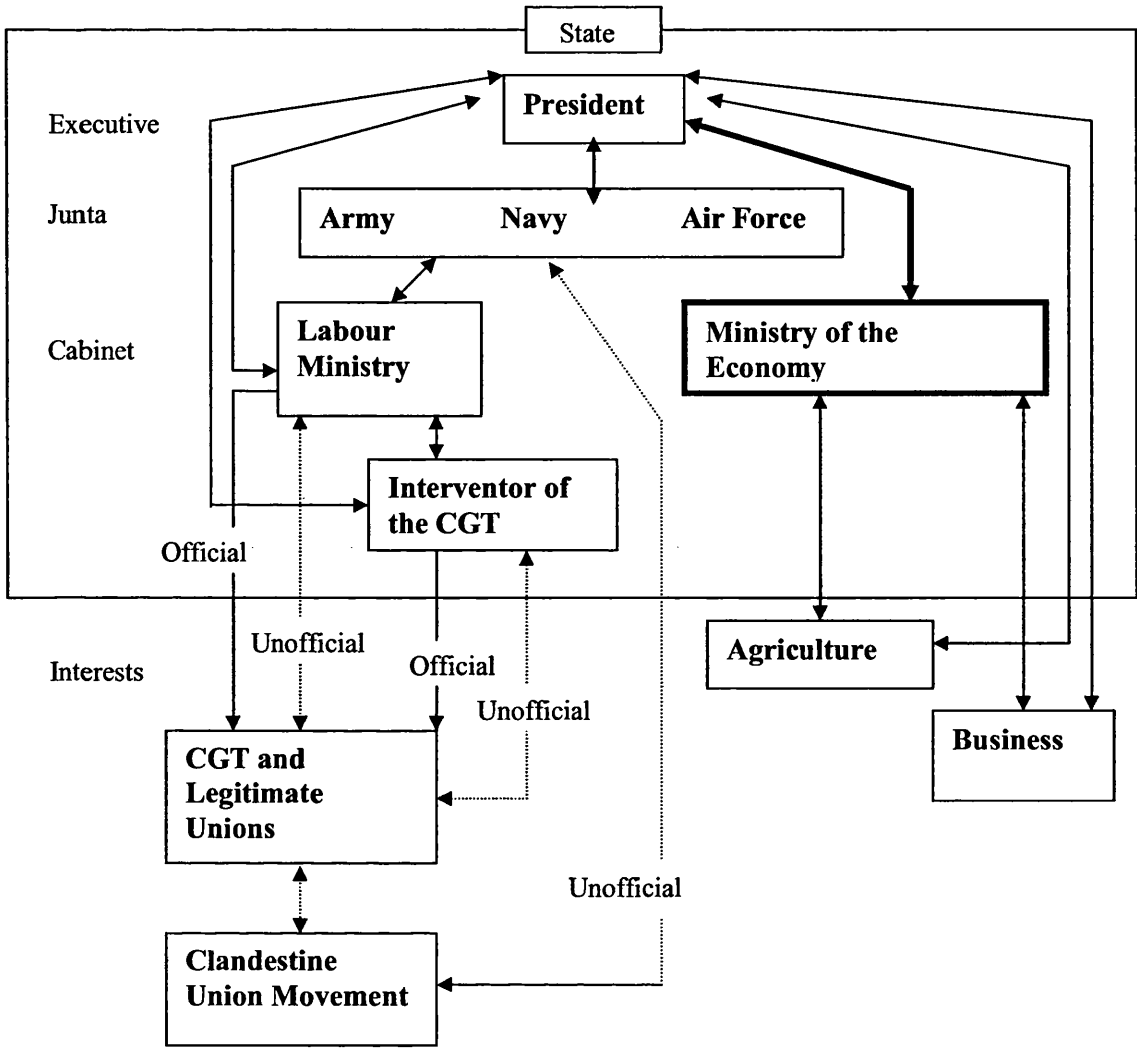 State
President
Executive
Junta
Army Navy Air Force
Cabinet
Labour
Ministry
Ministry of the
Economy
Interventor of
the CGT
Official
Unofficial
Official
Unofficial
Interests
Agriculture
Business
CGT and
Legitimate
Unions
Unofficial
Clandestine
Union Movement